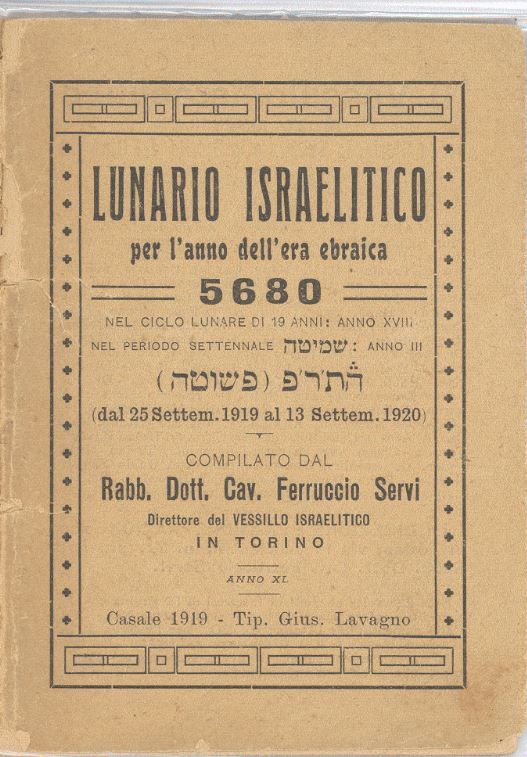 LUNARIO ISRAELITICO
per l'anno dell'era ebraica
5680
NEL CICLO LUNARE DI 19 ANNI: ANNO XVIII
NEL PERIODO SETTENNALE שמיטה: ANNO III
ה֯ת֯ר֯פ (פשוטה)
(dal 25 Settem. 1919 al 13 Settem. 1920)
COMPILATO DAL
Rabb. Dott. Cav. Ferruccio Servi
Direttore del VESSILLO ISRAELITICO
IN TORINO
ANNO XL
Casale 1919 - Tip. Gius. Lavagno